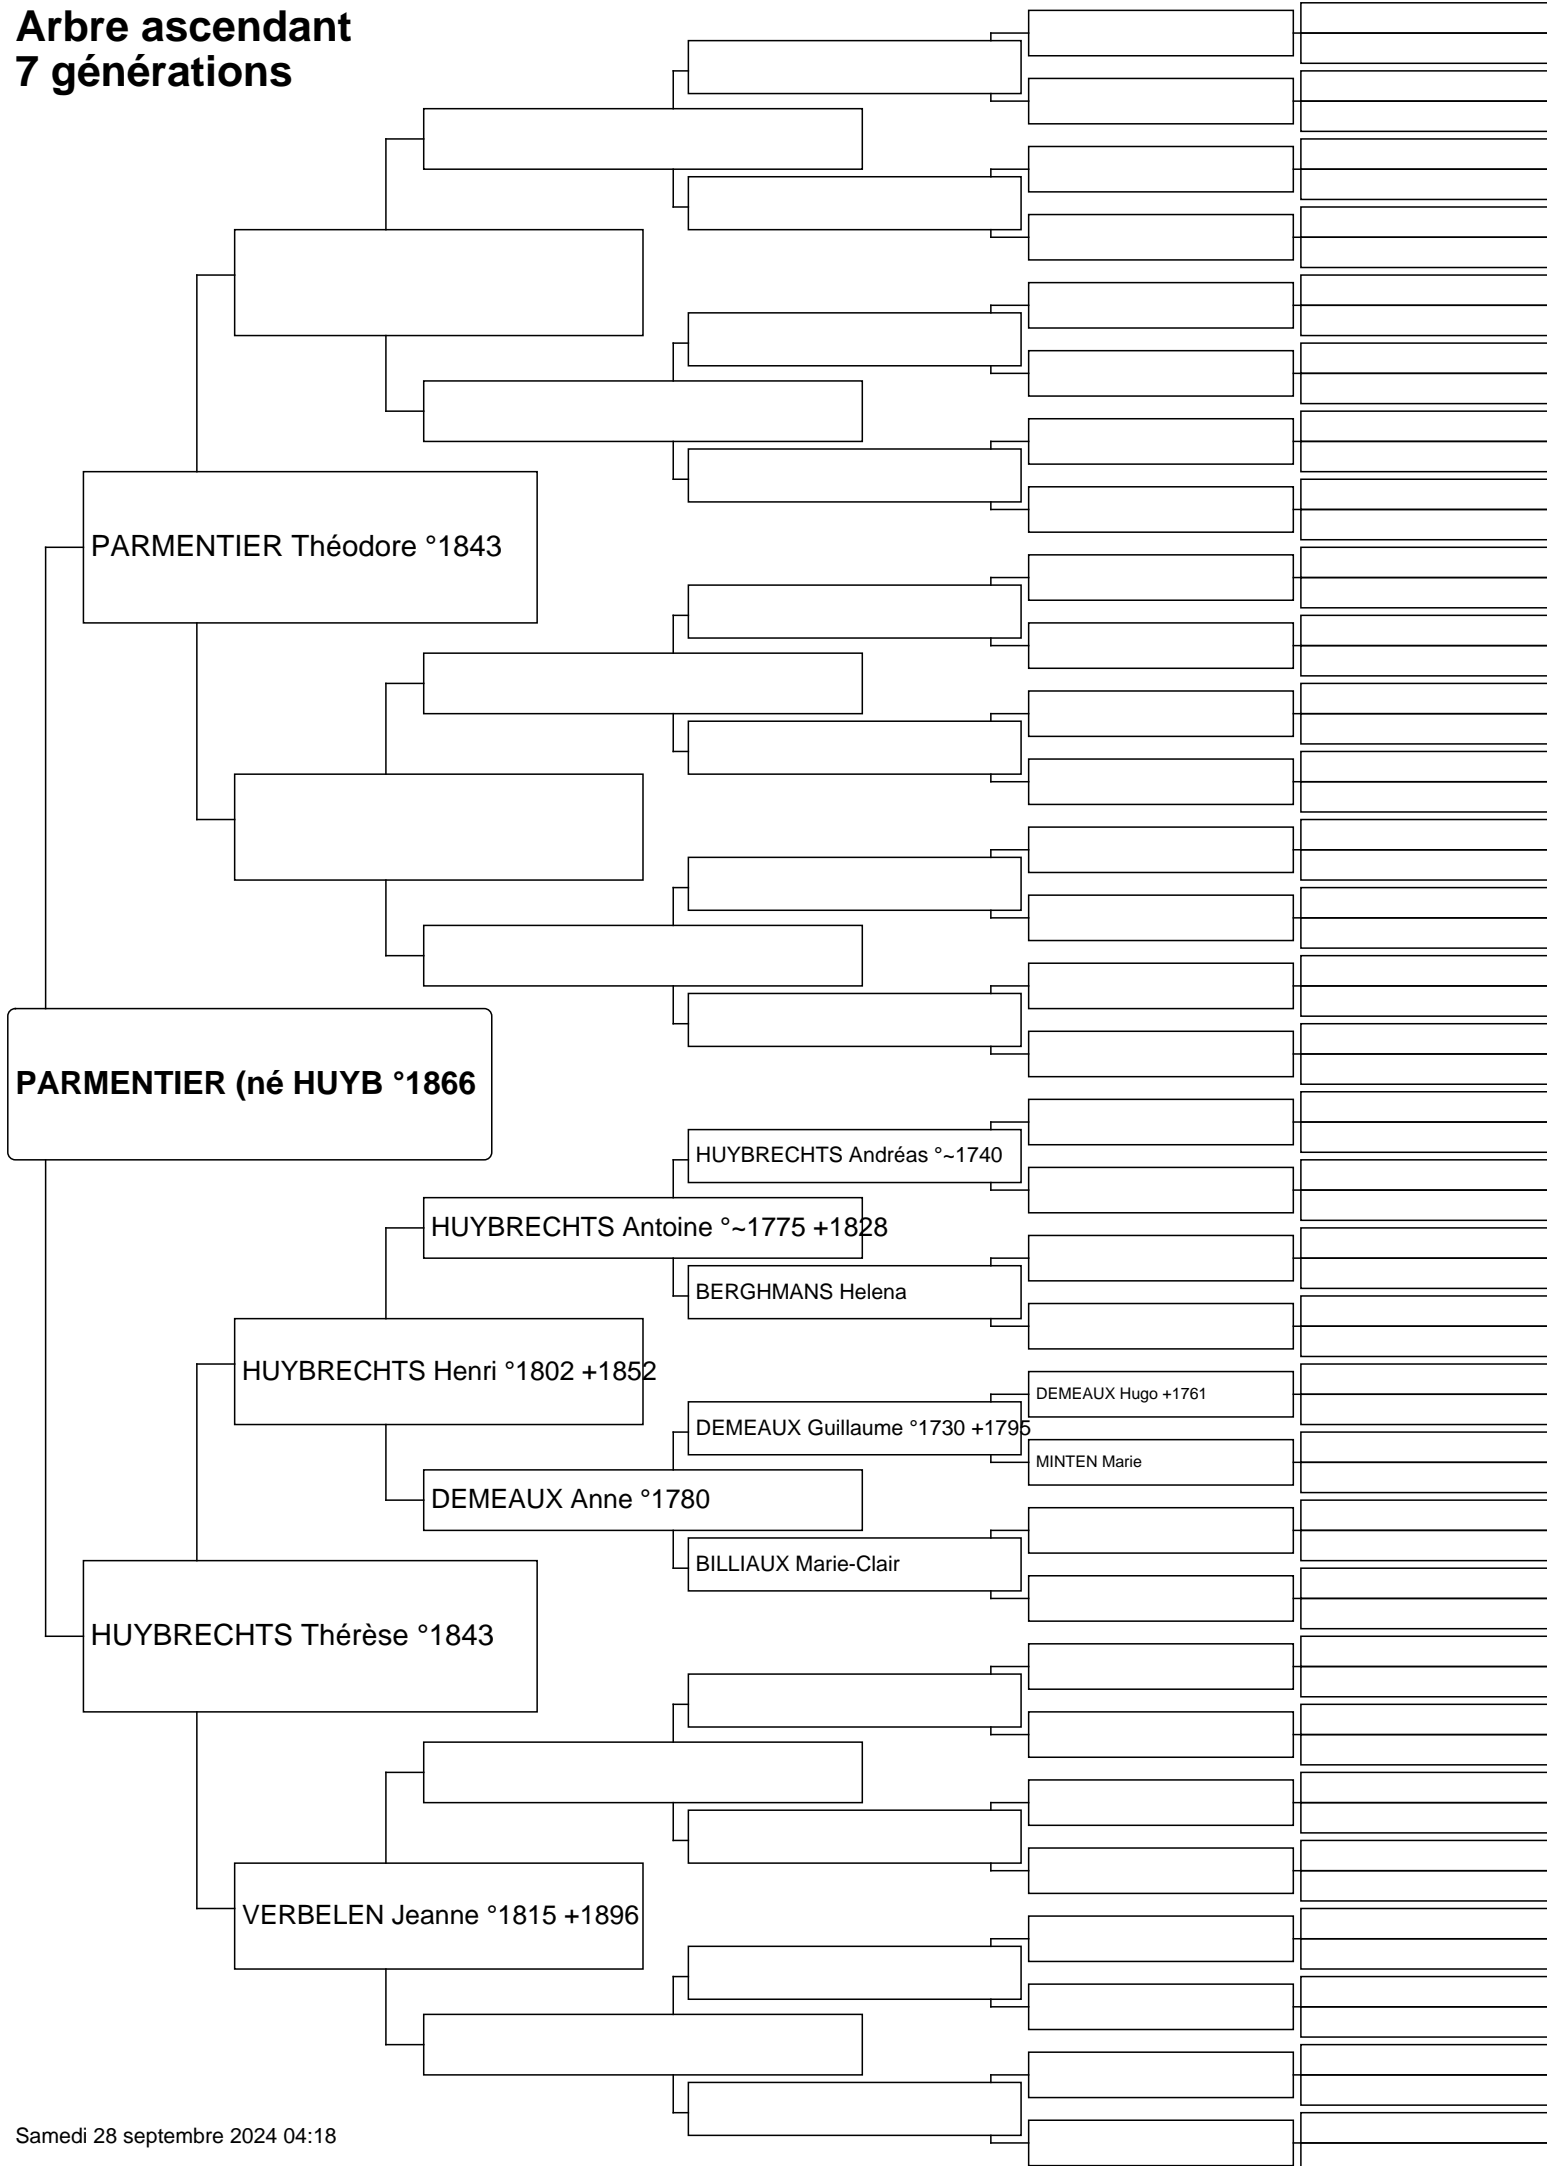 Arbre ascendant
7 générations
PARMENTIER Théodore °1843
PARMENTIER (né HUYB °1866
HUYBRECHTS Andréas °~1740
HUYBRECHTS Antoine °~1775 +1828
BERGHMANS Helena
HUYBRECHTS Henri °1802 +1852
DEMEAUX Hugo +1761
DEMEAUX Guillaume °1730 +1795
MINTEN Marie
DEMEAUX Anne °1780
BILLIAUX Marie-Clair
HUYBRECHTS Thérèse °1843
VERBELEN Jeanne °1815 +1896
Samedi 28 septembre 2024 04:18